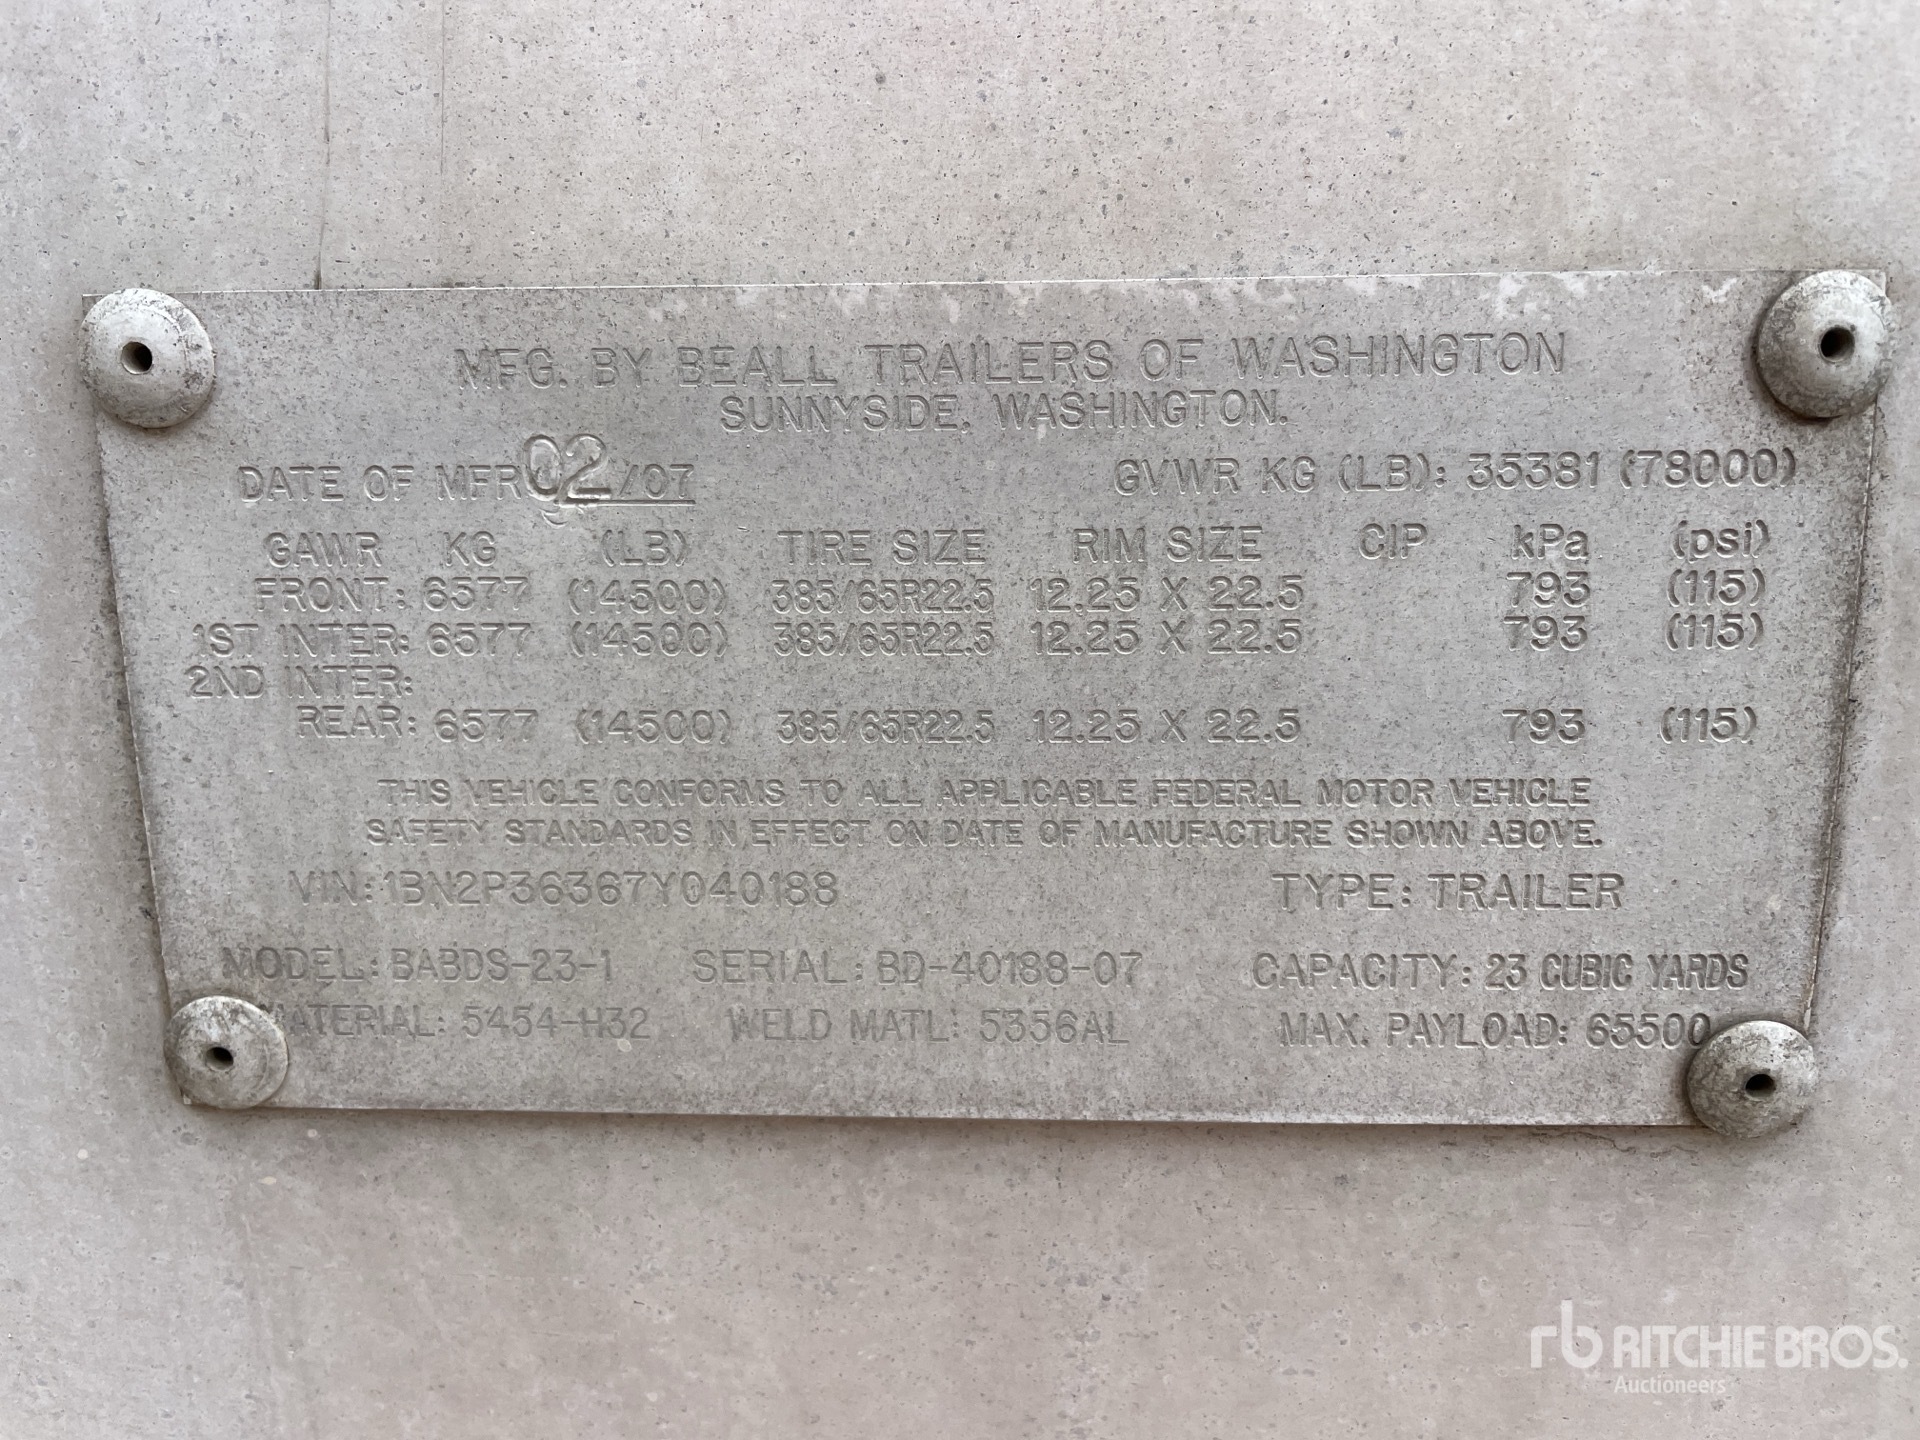 MFG. BY BEALL TRAILERS OF WASHINGTON
SUNNYSIDE, WASHINGTON.
DATE OF MFR 02/07 GVWR KG (LB): 35381 (78000)
GAWR KG (LB) TIRE SIZE RIM SIZE CIP kPa (psi)
FRONT: 6577 (14500) 385/65R22.5 12.25 X 22.5 793 (115)
1ST INTER: 6577 (14500) 385/65R22.5 12.25 X 22.5 793 (115)
2ND INTER:
REAR: 6577 (14500) 385/65R22.5 12.25 X 22.5 793 (115)
THIS VEHICLE CONFORMS TO ALL APPLICABLE FEDERAL MOTOR VEHICLE
SAFETY STANDARDS IN EFFECT ON DATE OF MANUFACTURE SHOWN ABOVE.
VIN: 1BN2P36367Y040188 TYPE: TRAILER
MODEL: BABDS-23-1 SERIAL: BD-40188-07 CAPACITY: 23 CUBIC YARDS
MATERIAL: 5454-H32 WELD MATL: 5356AL MAX. PAYLOAD: 65500
rb RITCHIE BROS.
Auctioneers